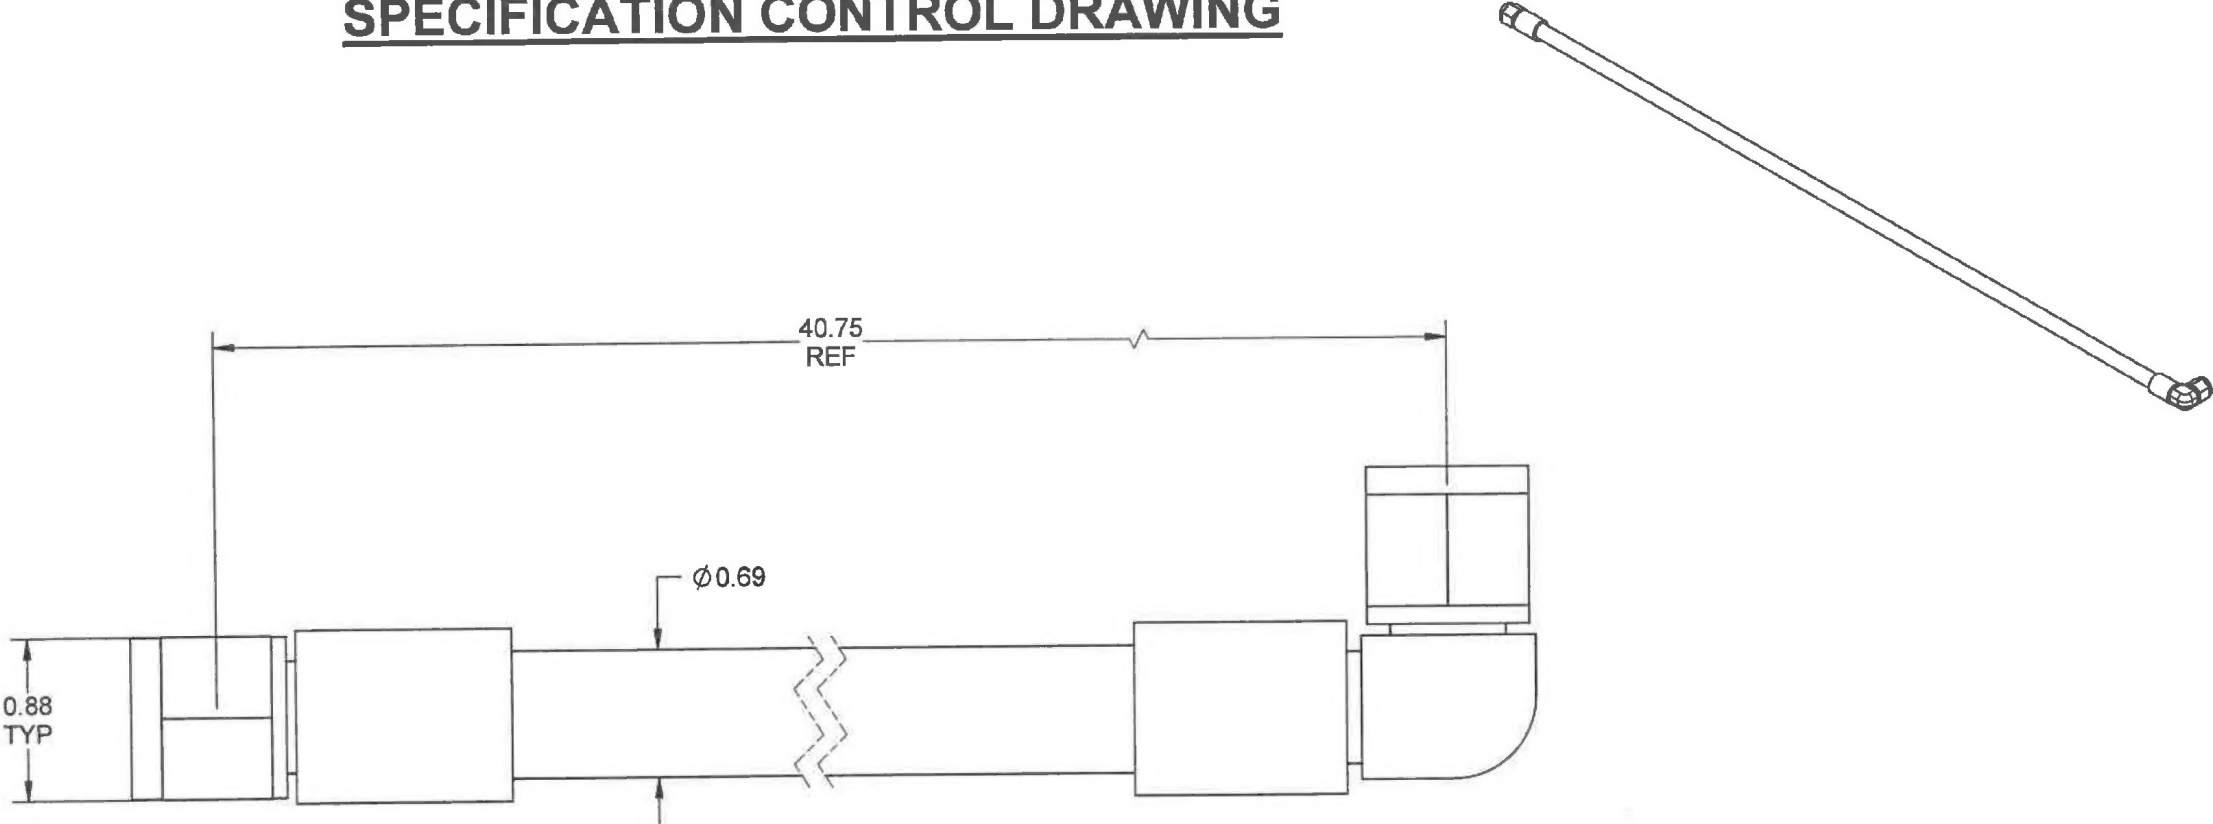 SPECIFICATION CONTROL DRAWING
40.75
REF
Ø0.69
0.88
TYP